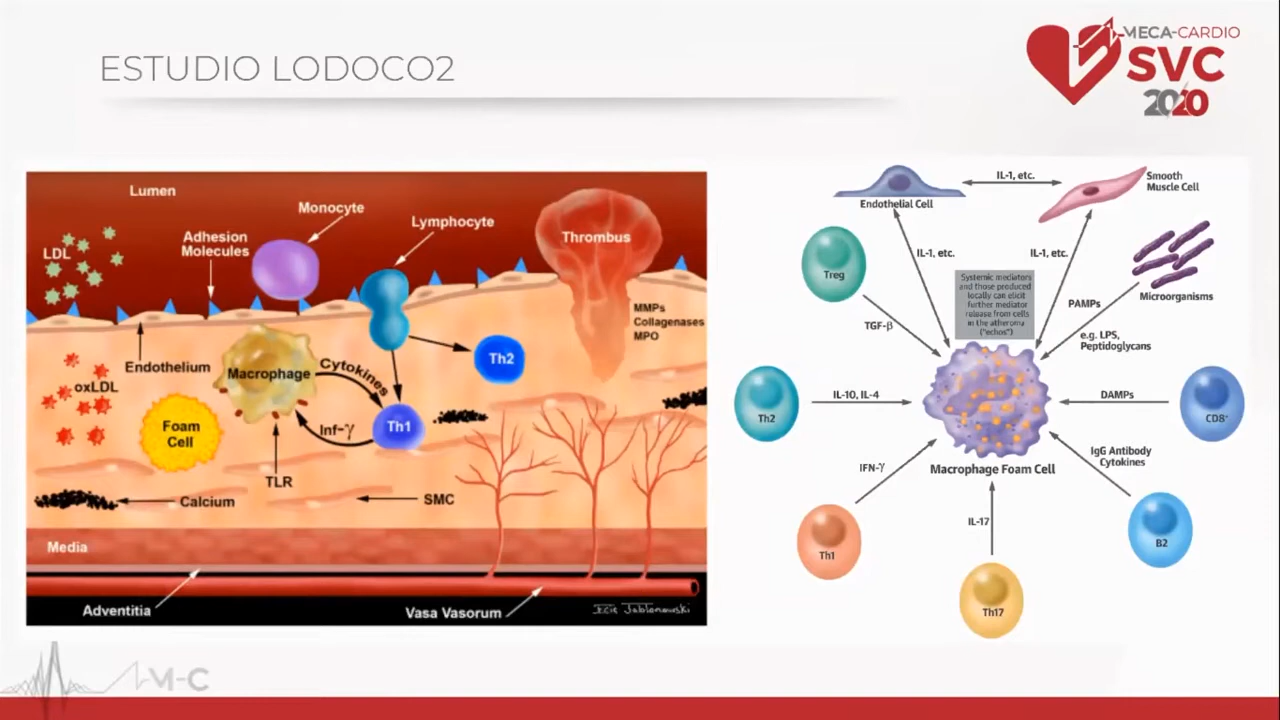 ESTUDIO LODOCO2
MECA-CARDIO
SVC
2020
Lumen
Monocyte
Lymphocyte
Adhesion
Molecules
LDL
Thrombus
MMPs
Collagenases
MPO
Endothelium
Macrophage
Cytokines
Th2
oxLDL
Foam
Cell
Inf-γ
Th1
TLR
Calcium
SMC
Media
Adventitia
Vasa Vasorum
IL-1, etc.
Endothelial Cell
Smooth
Muscle Cell
Treg
IL-1, etc.
IL-1, etc.
Microorganisms
Systemic mediators
and those produced
locally can elicit
further mediator
release from cells
in the atheroma
("echos")
TGF-β
PAMPs
e.g. LPS,
Peptidoglycans
Th2
IL-10, IL-4
DAMPs
CD8+
Macrophage Foam Cell
IFN-γ
IgG Antibody
Cytokines
IL-17
Th1
B2
Th17
M-C